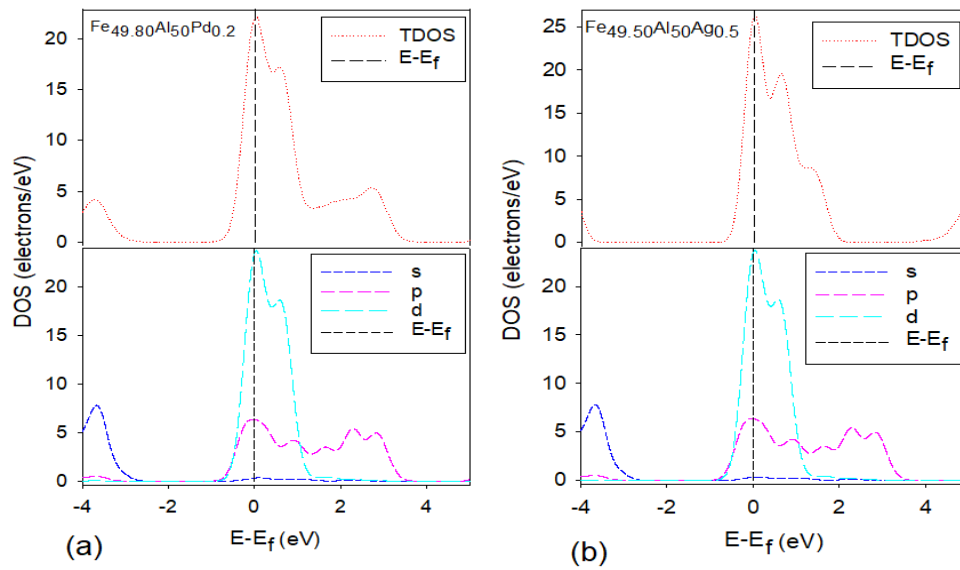 Fe49.80Al50Pd0.2
TDOS
E-Ef
20
15
10
5
0
s
p
d
E-Ef
20
15
10
5
0
-4 -2 0 2 4
DOS (electrons/eV)
E-Ef (eV)
(a)
Fe49.50Al50Ag0.5
TDOS
E-Ef
25
20
15
10
5
0
s
p
d
E-Ef
20
15
10
5
0
-4 -2 0 2 4
DOS (electrons/eV)
E-Ef (eV)
(b)